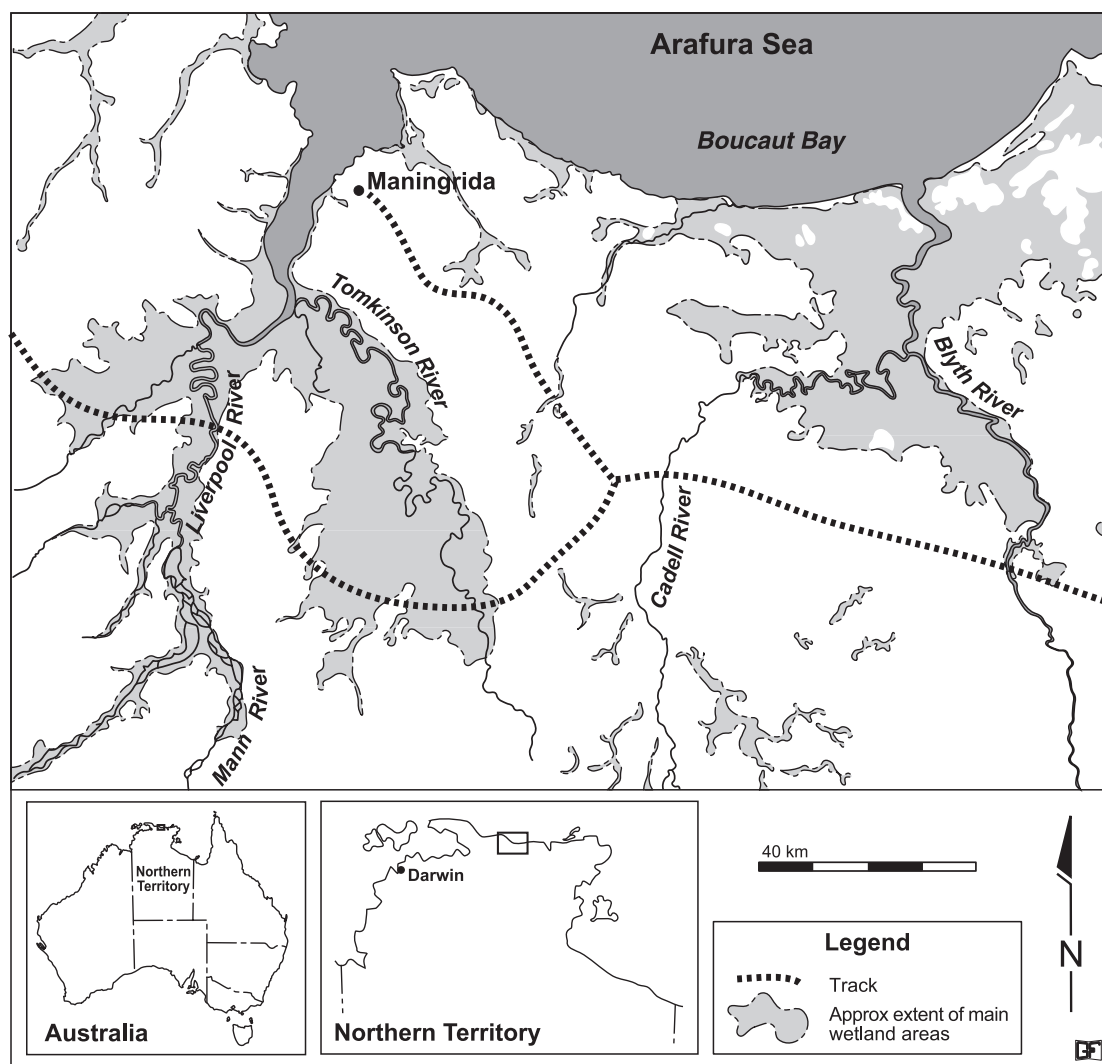 Arafura Sea
Boucaut Bay
Maningrida
Tomkinson River
Blyth River
Liverpool River
Cadell River
Mann River
Northern
Territory
Australia
Darwin
Northern Territory
40 km
N
Legend
Track
Approx extent of main
wetland areas